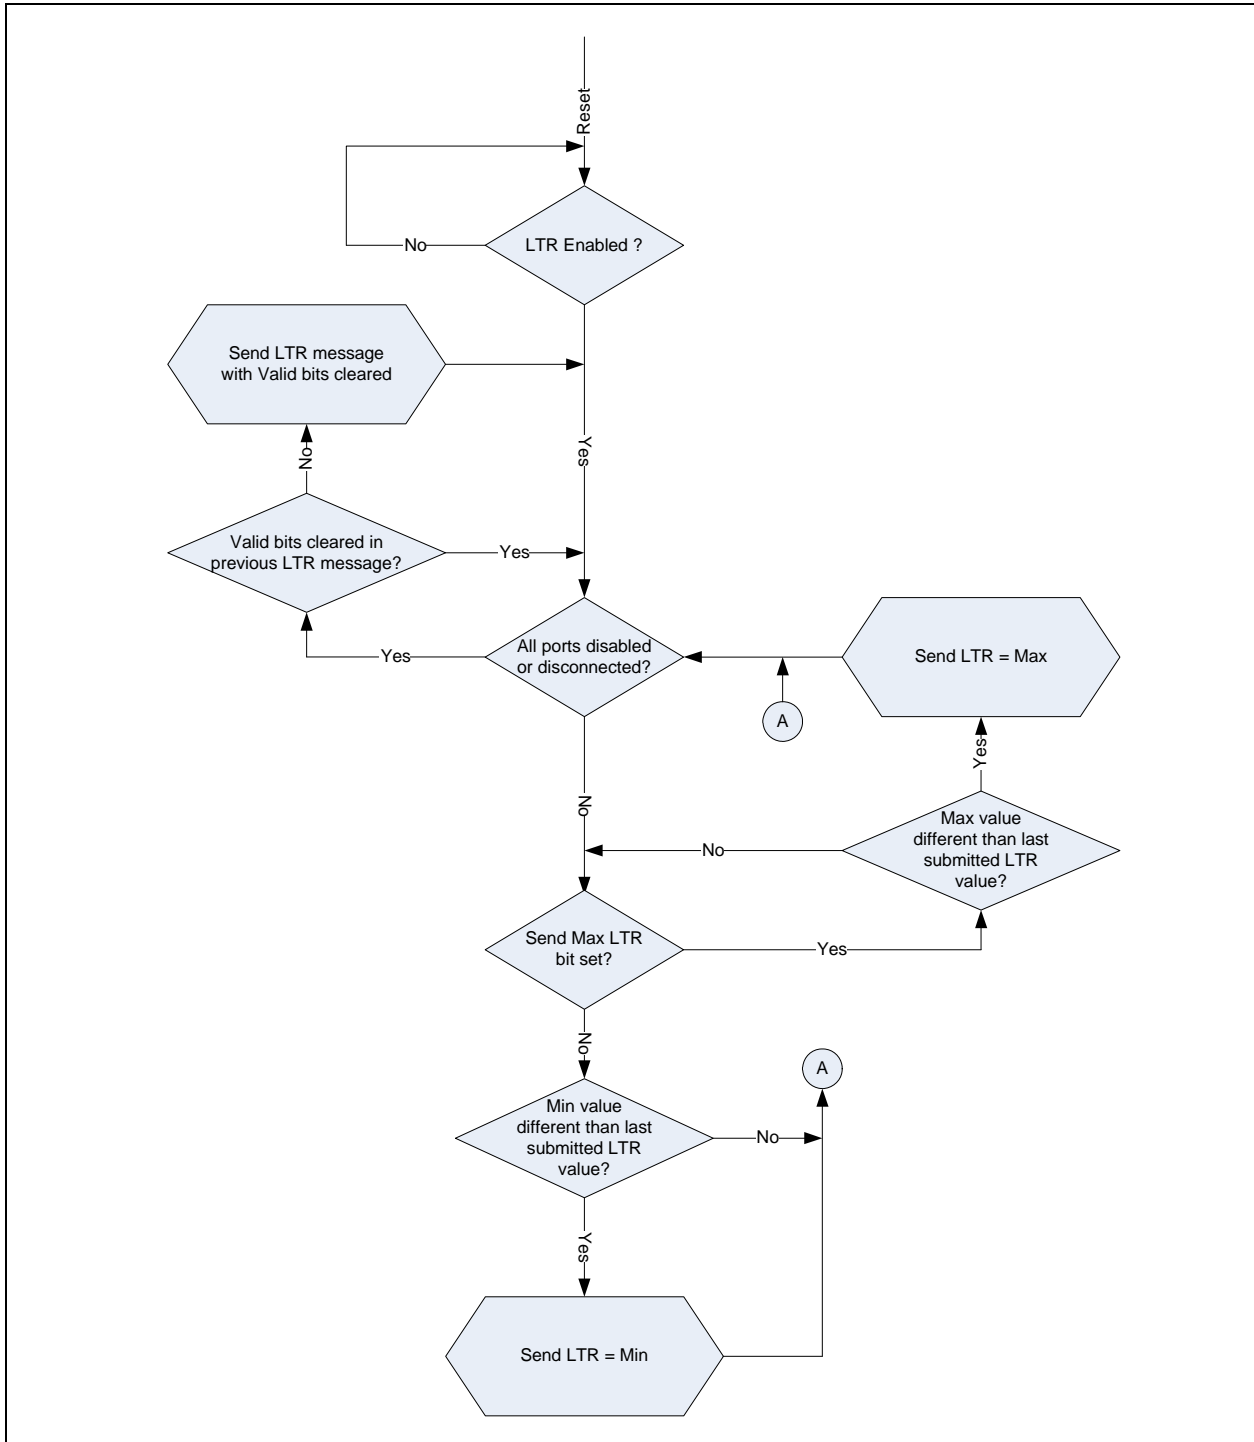 Reset
LTR Enabled ?
No
Send LTR message
with Valid bits cleared
Yes
No
Valid bits cleared in
previous LTR message?
Yes
All ports disabled
or disconnected?
Yes
Send LTR = Max
A
Yes
No
Max value
different than last
submitted LTR
value?
No
Send Max LTR
bit set?
Yes
No
A
Min value
different than last
submitted LTR
value?
No
Yes
Send LTR = Min